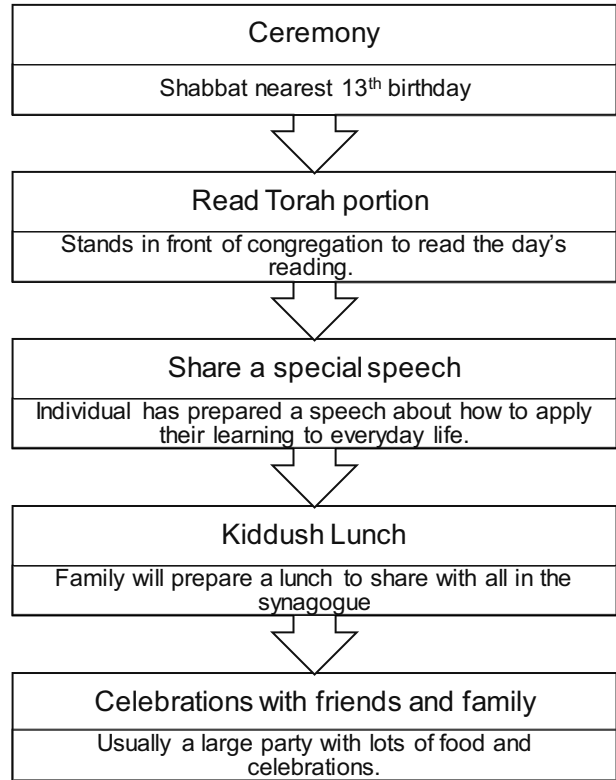 Ceremony
Shabbat nearest 13th birthday
Read Torah portion
Stands in front of congregation to read the day's
reading.
Share a special speech
Individual has prepared a speech about how to apply
their learning to everyday life.
Kiddush Lunch
Family will prepare a lunch to share with all in the
synagogue
Celebrations with friends and family
Usually a large party with lots of food and
celebrations.